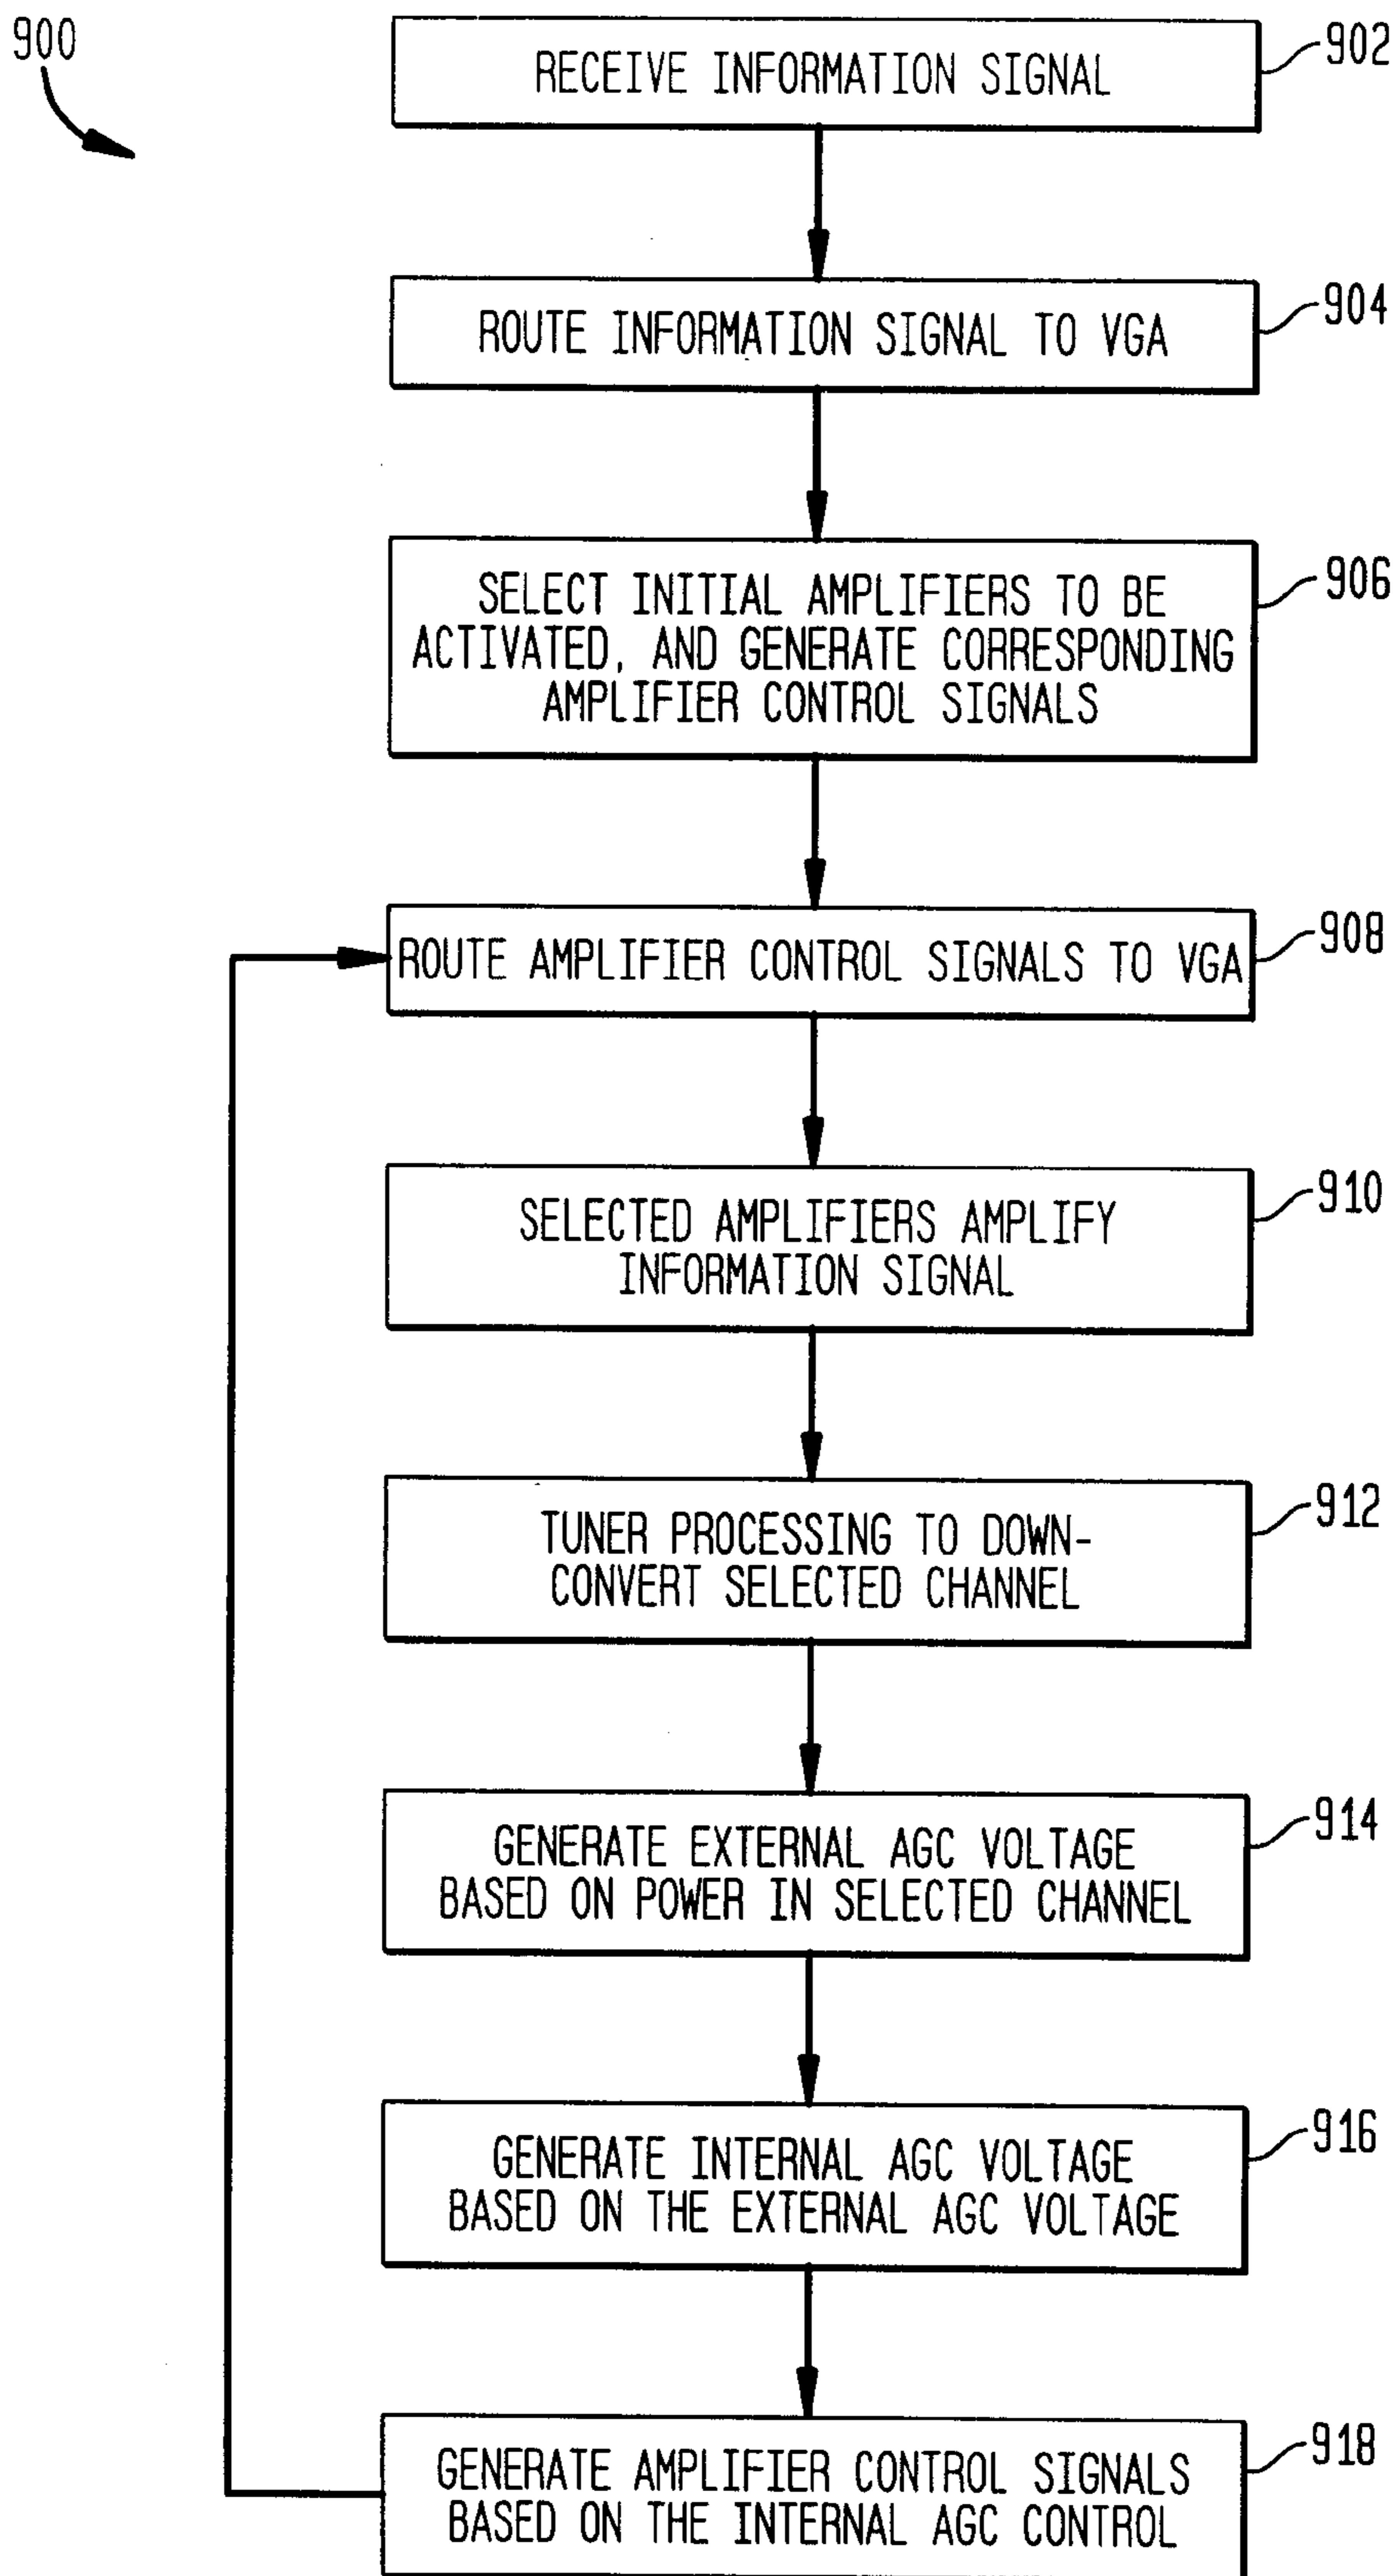 900
RECEIVE INFORMATION SIGNAL
902
ROUTE INFORMATION SIGNAL TO VGA
904
SELECT INITIAL AMPLIFIERS TO BE
ACTIVATED, AND GENERATE CORRESPONDING
AMPLIFIER CONTROL SIGNALS
906
ROUTE AMPLIFIER CONTROL SIGNALS TO VGA
908
SELECTED AMPLIFIERS AMPLIFY
INFORMATION SIGNAL
910
TUNER PROCESSING TO DOWN-
CONVERT SELECTED CHANNEL
912
GENERATE EXTERNAL AGC VOLTAGE
BASED ON POWER IN SELECTED CHANNEL
914
GENERATE INTERNAL AGC VOLTAGE
BASED ON THE EXTERNAL AGC VOLTAGE
916
GENERATE AMPLIFIER CONTROL SIGNALS
BASED ON THE INTERNAL AGC CONTROL
918